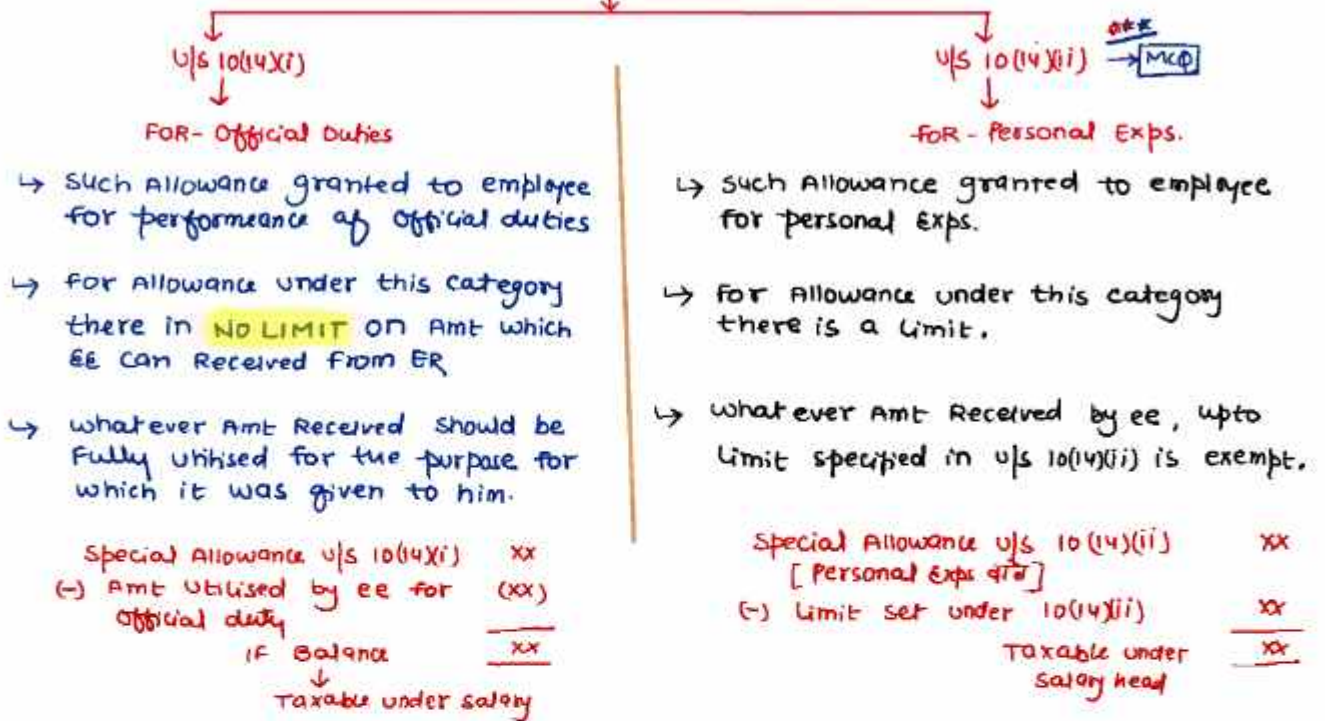 U/S 10(14)(i)
FOR- Official Duties
↳ Such Allowance granted to employee
for performeance of official duties
↳ for Allowance under this category
there in NO LIMIT on Amt which
EE can Received From ER
↳ whatever Amt Received should be
Fully utilised for the purpose for
which it was given to him.
Special Allowance U/S 10(14)(i) xx
(-) Amt Utilised by ee for (xx)
official duty
IF Balance xx
Taxable under salary
U/S 10(14)(ii) → MCQ
***
FOR - Personal Exps.
↳ such Allowance granted to employee
for personal Exps.
↳ for Allowance under this category
there is a limit.
↳ whatever Amt Received by ee, upto
limit specified in U/S 10(14)(ii) is exempt.
Special Allowance U/S 10(14)(ii) xx
[Personal Exps वाले]
(-) Limit set under 10(14)(ii) xx
Taxable under xx
salary head